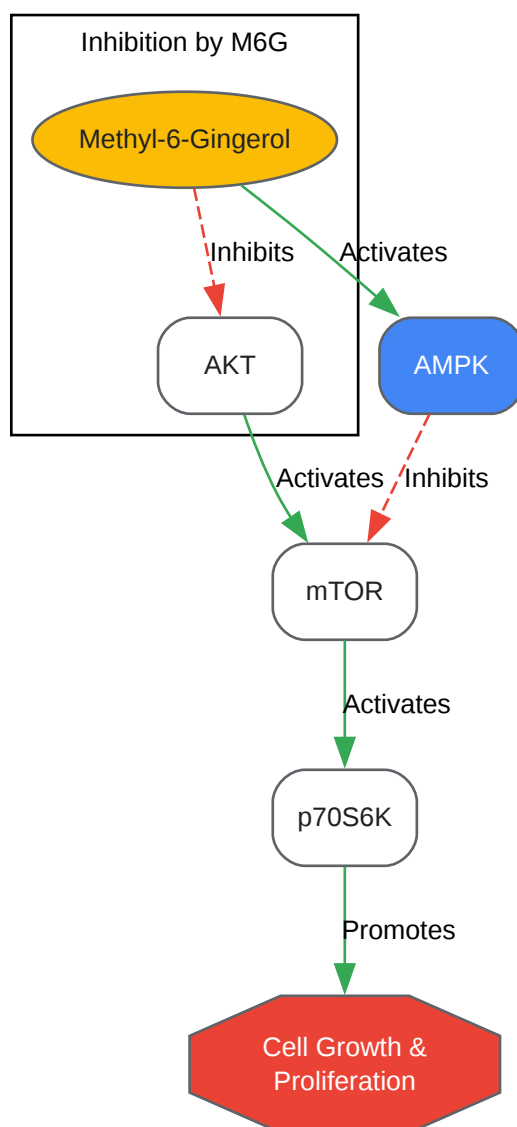 Inhibition by M6G
Methyl-6-Gingerol
Inhibits
Activates
AKT
AMPK
Activates
Inhibits
mTOR
Activates
p70S6K
Promotes
Cell Growth &
Proliferation